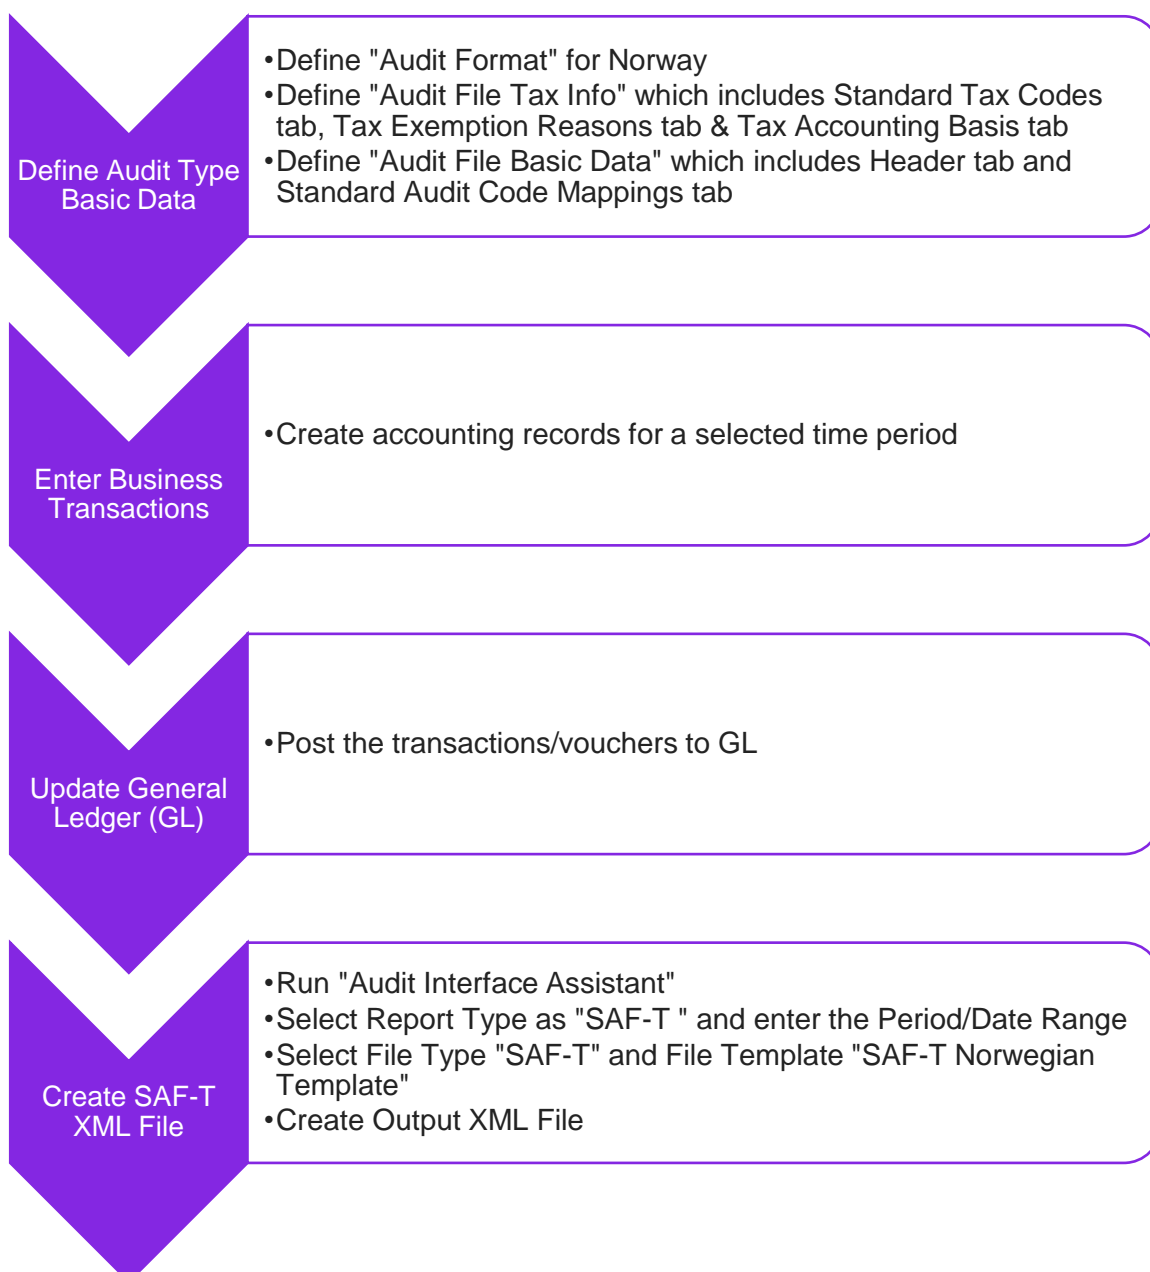 Define Audit Type
Basic Data
•Define "Audit Format" for Norway
•Define "Audit File Tax Info" which includes Standard Tax Codes
tab, Tax Exemption Reasons tab & Tax Accounting Basis tab
•Define "Audit File Basic Data" which includes Header tab and
Standard Audit Code Mappings tab
Enter Business
Transactions
•Create accounting records for a selected time period
Update General
Ledger (GL)
•Post the transactions/vouchers to GL
Create SAF-T
XML File
•Run "Audit Interface Assistant"
•Select Report Type as "SAF-T " and enter the Period/Date Range
•Select File Type "SAF-T" and File Template "SAF-T Norwegian
Template"
•Create Output XML File